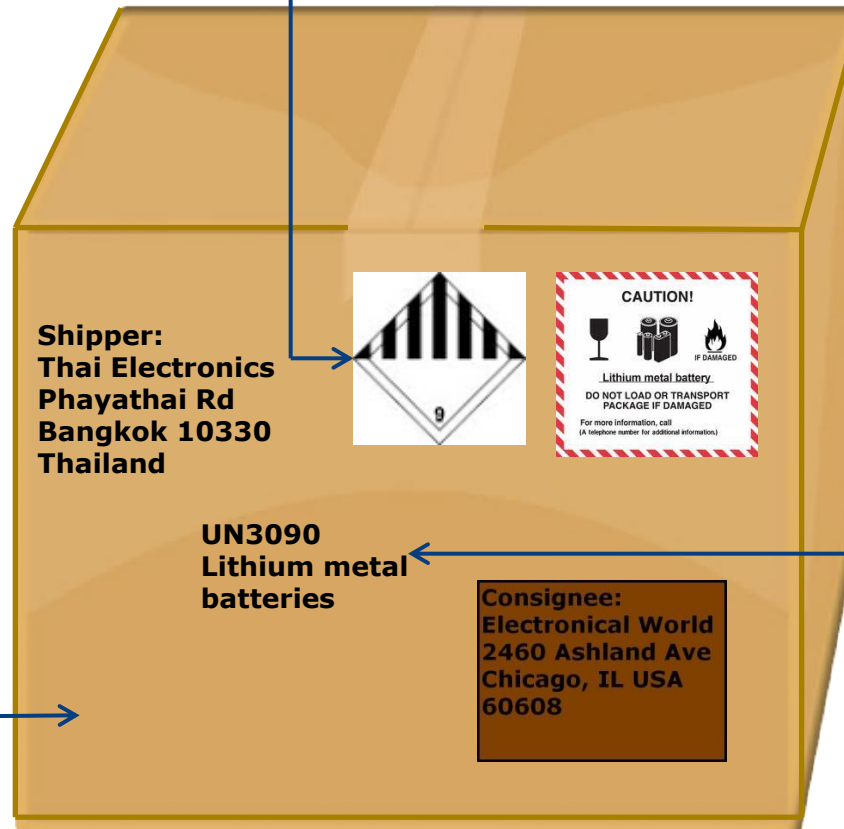 Shipper:
Thai Electronics
Phayathai Rd
Bangkok 10330
Thailand
9
CAUTION!
IF DAMAGED
Lithium metal battery
DO NOT LOAD OR TRANSPORT
PACKAGE IF DAMAGED
For more information, call
(A telephone number for additional information.)
UN3090
Lithium metal
batteries
Consignee:
Electronical World
2460 Ashland Ave
Chicago, IL USA
60608